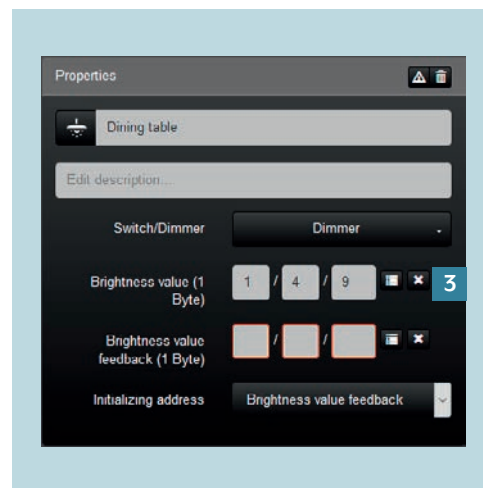 Properties
Dining table
Edit description...
Switch/Dimmer Dimmer
Brightness value (1 1 / 4 / 9 3
Byte)
Brightness value / /
feedback (1 Byte)
Initializing address Brightness value feedback